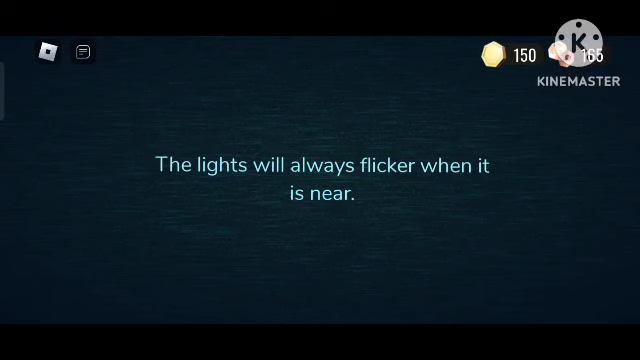 150
165
K
KINEMASTER
The lights will always flicker when it
is near.